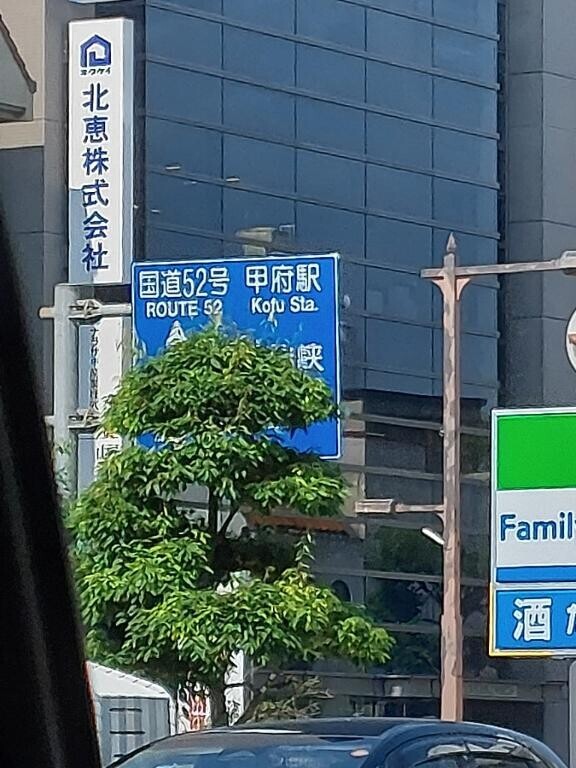 ホクケイ
北恵株式会社
国道52号 甲府駅
ROUTE 52 Kofu Sta.
峡
Famil
酒 た